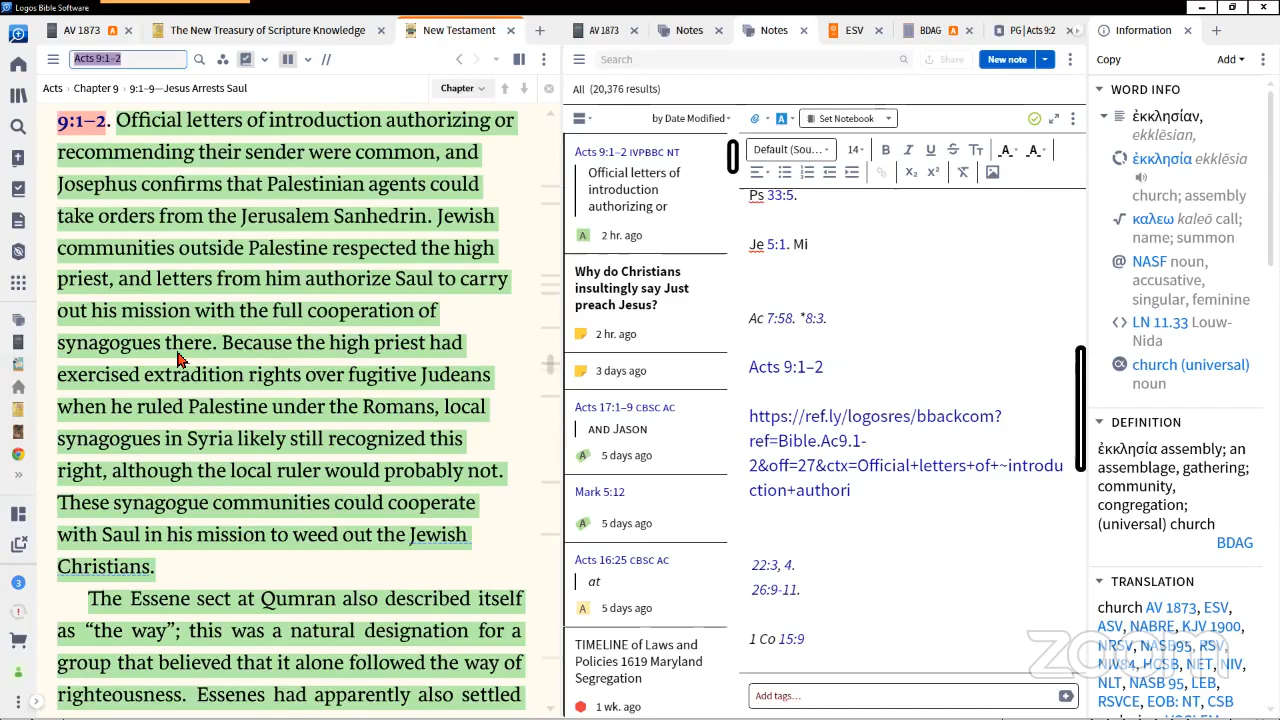 Logos Bible Software
AV 1873 A
The New Treasury of Scripture Knowledge
New Testament
AV 1873
Notes
Notes
ESV
BDAG A
PG | Acts 9:2
Information
Acts 9:1–2
Search
Share
New note
Copy
Add
Acts › Chapter 9 › 9:1–9—Jesus Arrests Saul
Chapter
All (20,376 results)
by Date Modified
Set Notebook
Default (Sou...
14
9:1–2. Official letters of introduction authorizing or
recommending their sender were common, and
Josephus confirms that Palestinian agents could
take orders from the Jerusalem Sanhedrin. Jewish
communities outside Palestine respected the high
priest, and letters from him authorize Saul to carry
out his mission with the full cooperation of
synagogues there. Because the high priest had
exercised extradition rights over fugitive Judeans
when he ruled Palestine under the Romans, local
synagogues in Syria likely still recognized this
right, although the local ruler would probably not.
These synagogue communities could cooperate
with Saul in his mission to weed out the Jewish
Christians.
The Essene sect at Qumran also described itself
as “the way”; this was a natural designation for a
group that believed that it alone followed the way of
righteousness. Essenes had apparently also settled
Acts 9:1–2 IVPBBC NT
Official letters of
introduction
authorizing or
A 2 hr. ago
Why do Christians
insultingly say Just
preach Jesus?
2 hr. ago
3 days ago
Acts 17:1–9 CBSC AC
AND JASON
A 5 days ago
Mark 5:12
A 5 days ago
Acts 16:25 CBSC AC
at
A 5 days ago
TIMELINE of Laws and
Policies 1619 Maryland
Segregation
1 wk. ago
Ps 33:5.
Je 5:1. Mi
Ac 7:58. *8:3.
Acts 9:1–2
https://ref.ly/logosres/bbackcom?
ref=Bible.Ac9.1-
2&off=27&ctx=Official+letters+of+~introdu
ction+authori
22:3, 4.
26:9-11.
1 Co 15:9
Add tags...
WORD INFO
ἐκκλησίαν,
ekklēsian,
ἐκκλησία ekklēsia
church; assembly
καλεω kaleō call;
name; summon
NASF noun,
accusative,
singular, feminine
LN 11.33 Louw-
Nida
church (universal)
noun
DEFINITION
ἐκκλησία assembly; an
assemblage, gathering;
community,
congregation;
(universal) church
BDAG
TRANSLATION
church AV 1873, ESV,
ASV, NABRE, KJV 1900,
NRSV, NASB95, RSV,
NIV84, HCSB, NET, NIV,
NLT, NASB 95, LEB,
RSVCE, EOB: NT, CSB
zoom
3